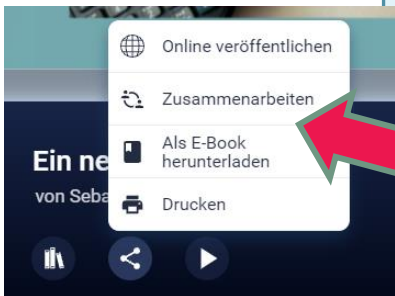 Online veröffentlichen
Zusammenarbeiten
Als E-Book
herunterladen
Drucken
Ein ne
von Seba